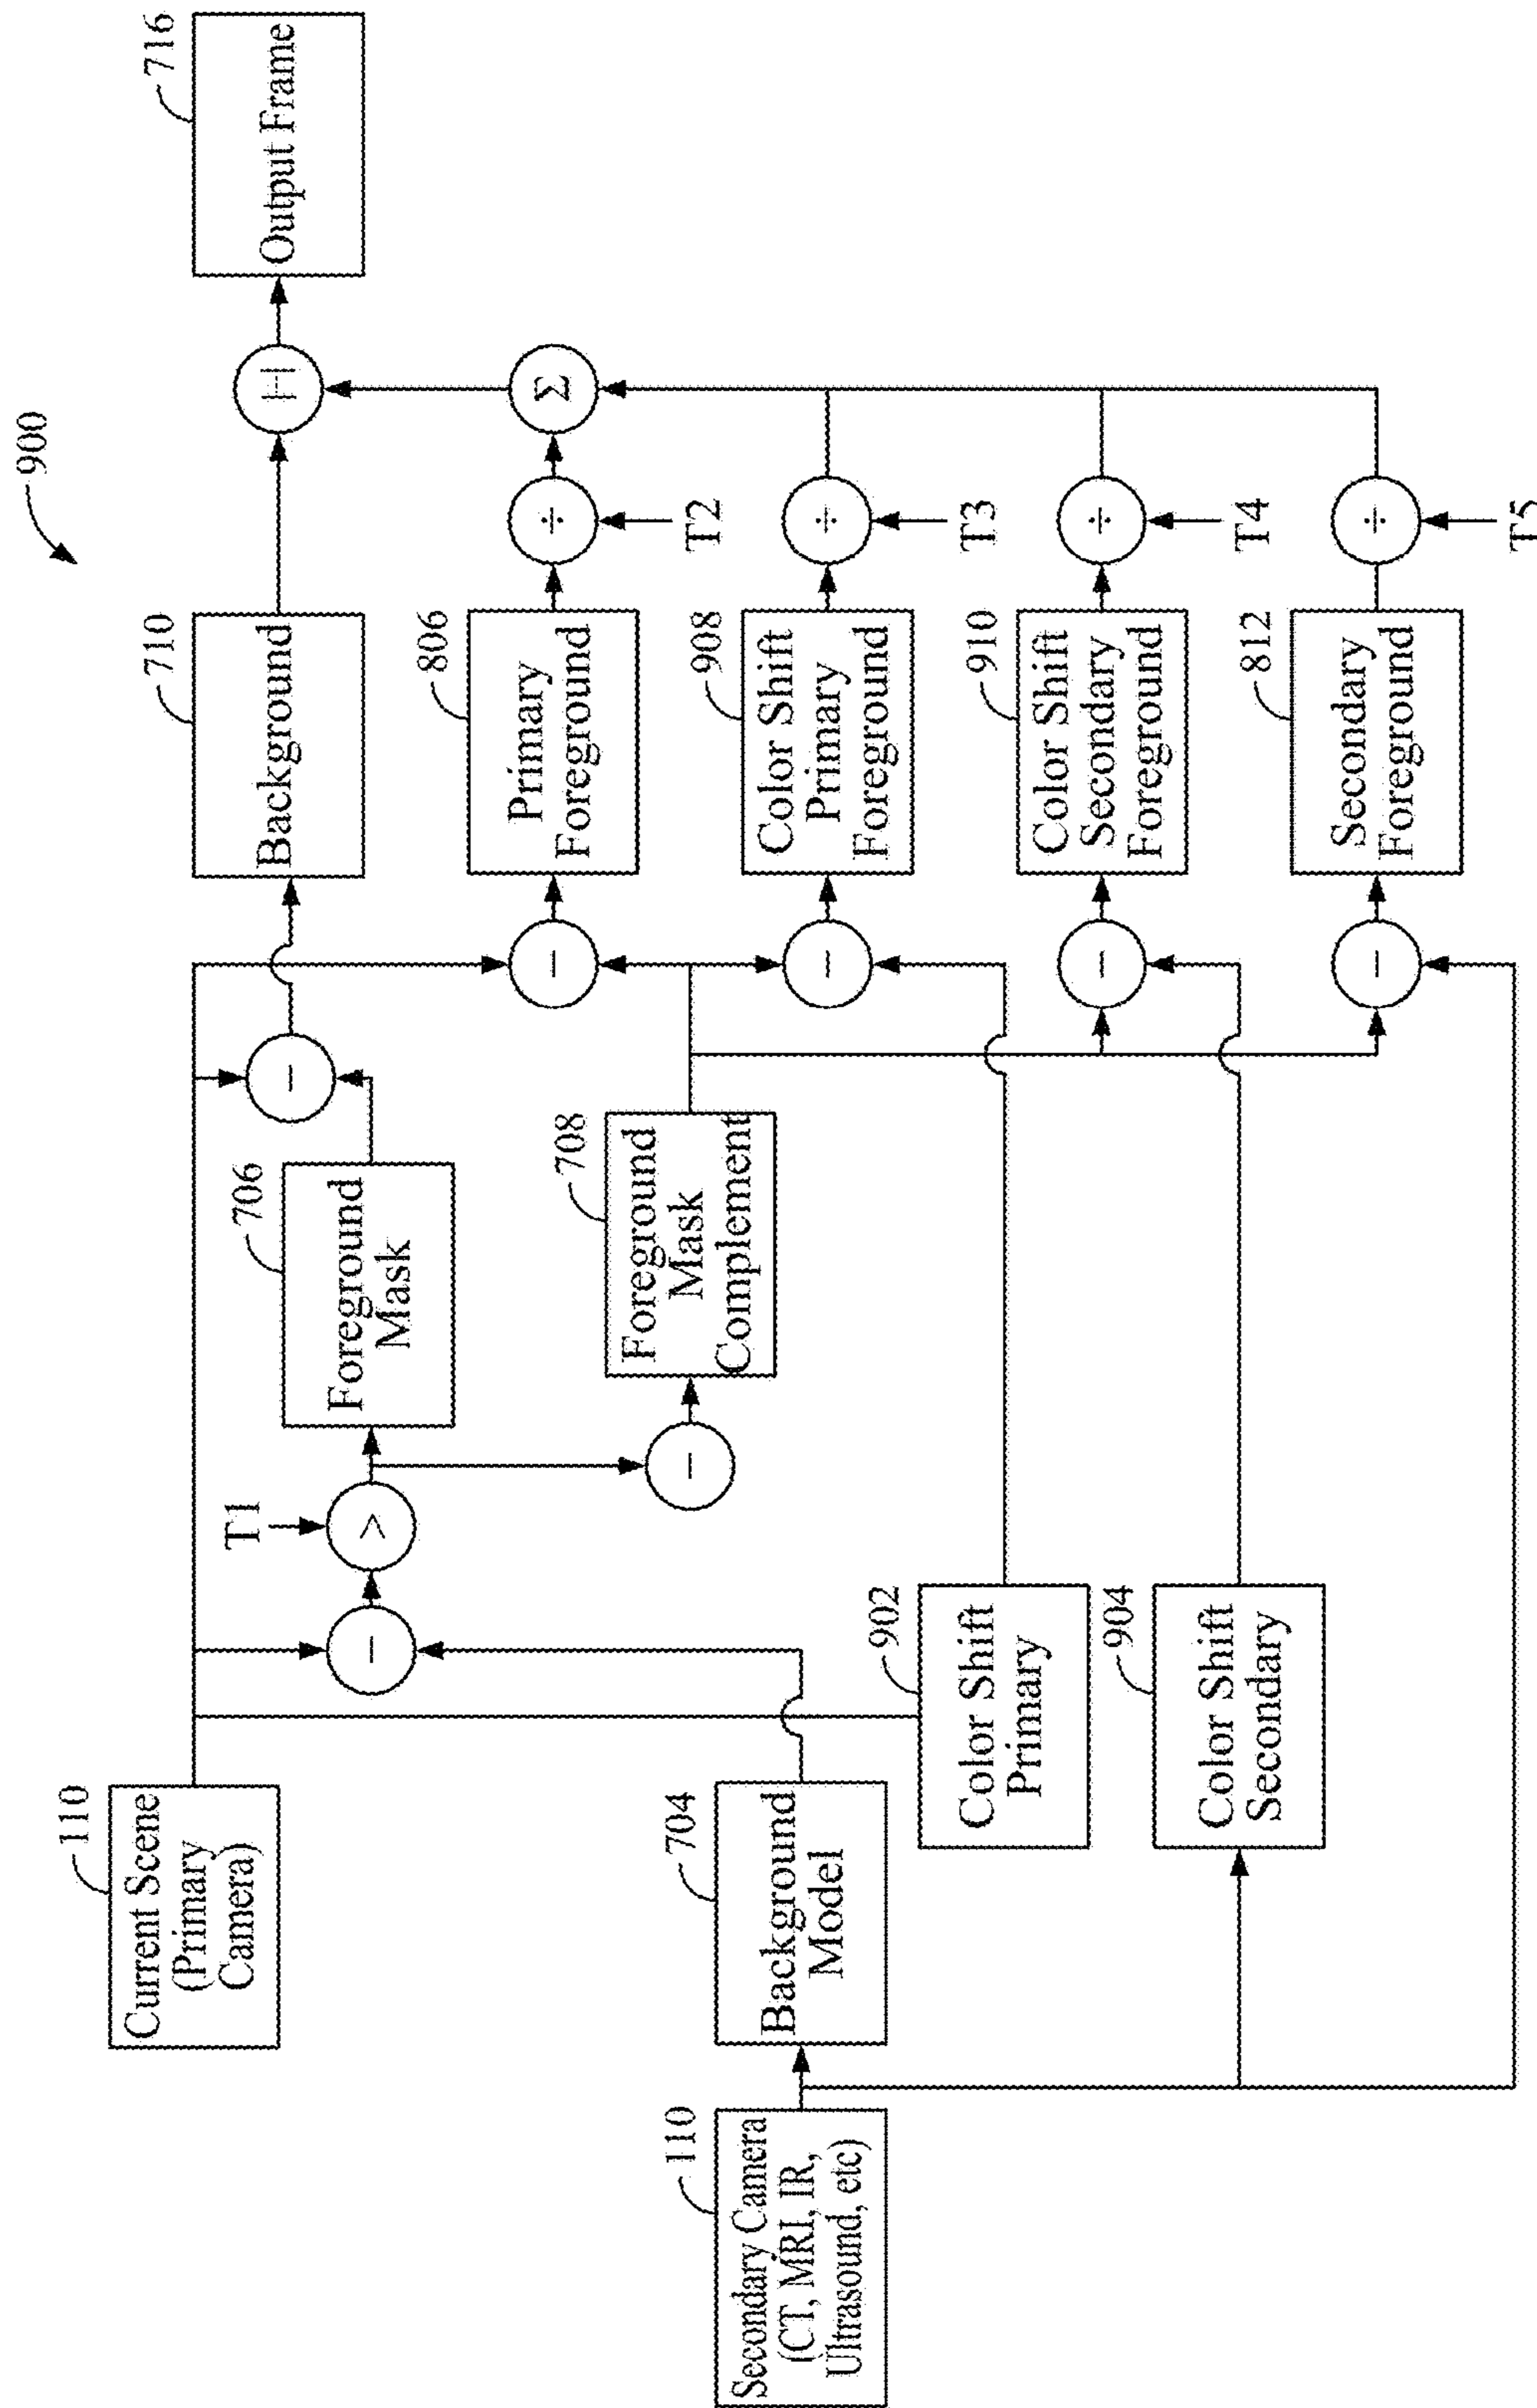 900
110
Current Scene
(Primary
Camera)
T1
>
−
706
Foreground
Mask
−
710
Background
716
Output Frame
−
708
Foreground
Mask
Complement
−
806
Primary
Foreground
÷
T2
Σ
110
Secondary Camera
(CT, MRI, IR,
Ultrasound, etc)
704
Background
Model
902
Color Shift
Primary
−
908
Color Shift
Primary
Foreground
÷
T3
904
Color Shift
Secondary
−
910
Color Shift
Secondary
Foreground
÷
T4
−
812
Secondary
Foreground
÷
T5